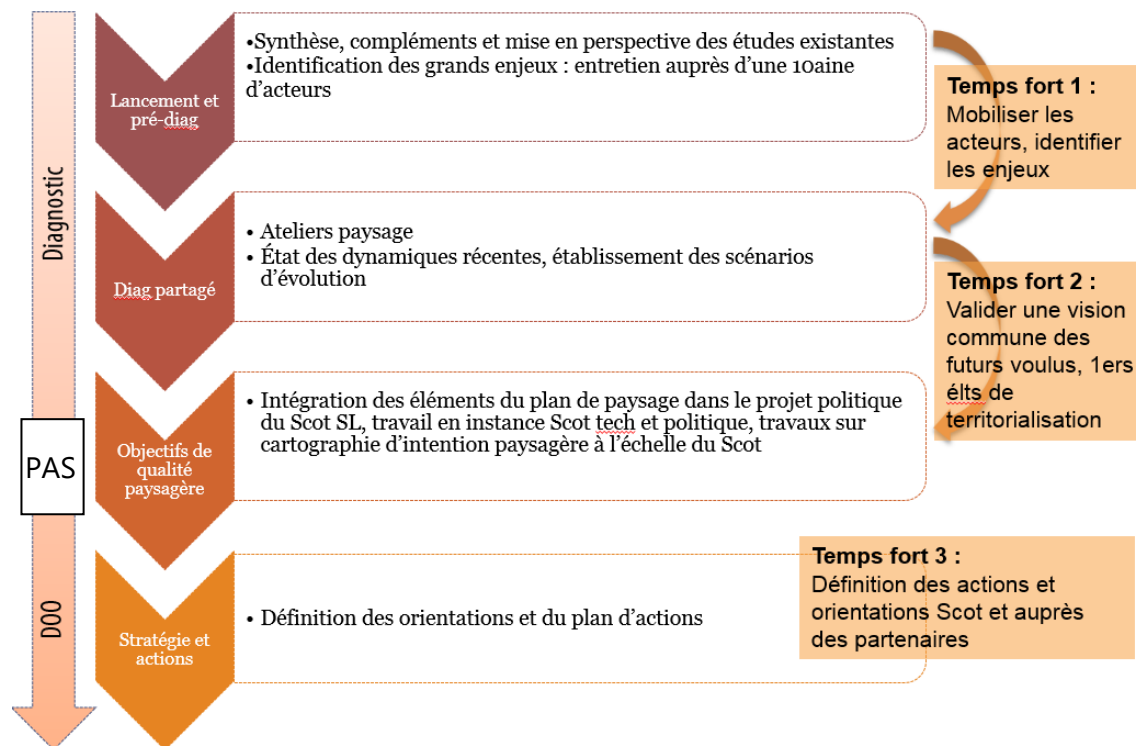 Diagnostic
PAS
DOO
Lancement et
pré-diag
•Synthèse, compléments et mise en perspective des études existantes
•Identification des grands enjeux : entretien auprès d’une 10aine
d’acteurs
Temps fort 1 :
Mobiliser les
acteurs, identifier
les enjeux
Diag partagé
• Ateliers paysage
• État des dynamiques récentes, établissement des scénarios
d’évolution
Temps fort 2 :
Valider une vision
commune des
futurs voulus, 1ers
élts de
territorialisation
Objectifs de
qualité
paysagère
• Intégration des éléments du plan de paysage dans le projet politique
du Scot SL, travail en instance Scot tech et politique, travaux sur
cartographie d’intention paysagère à l’échelle du Scot
Stratégie et
actions
• Définition des orientations et du plan d’actions
Temps fort 3 :
Définition des actions et
orientations Scot et auprès
des partenaires